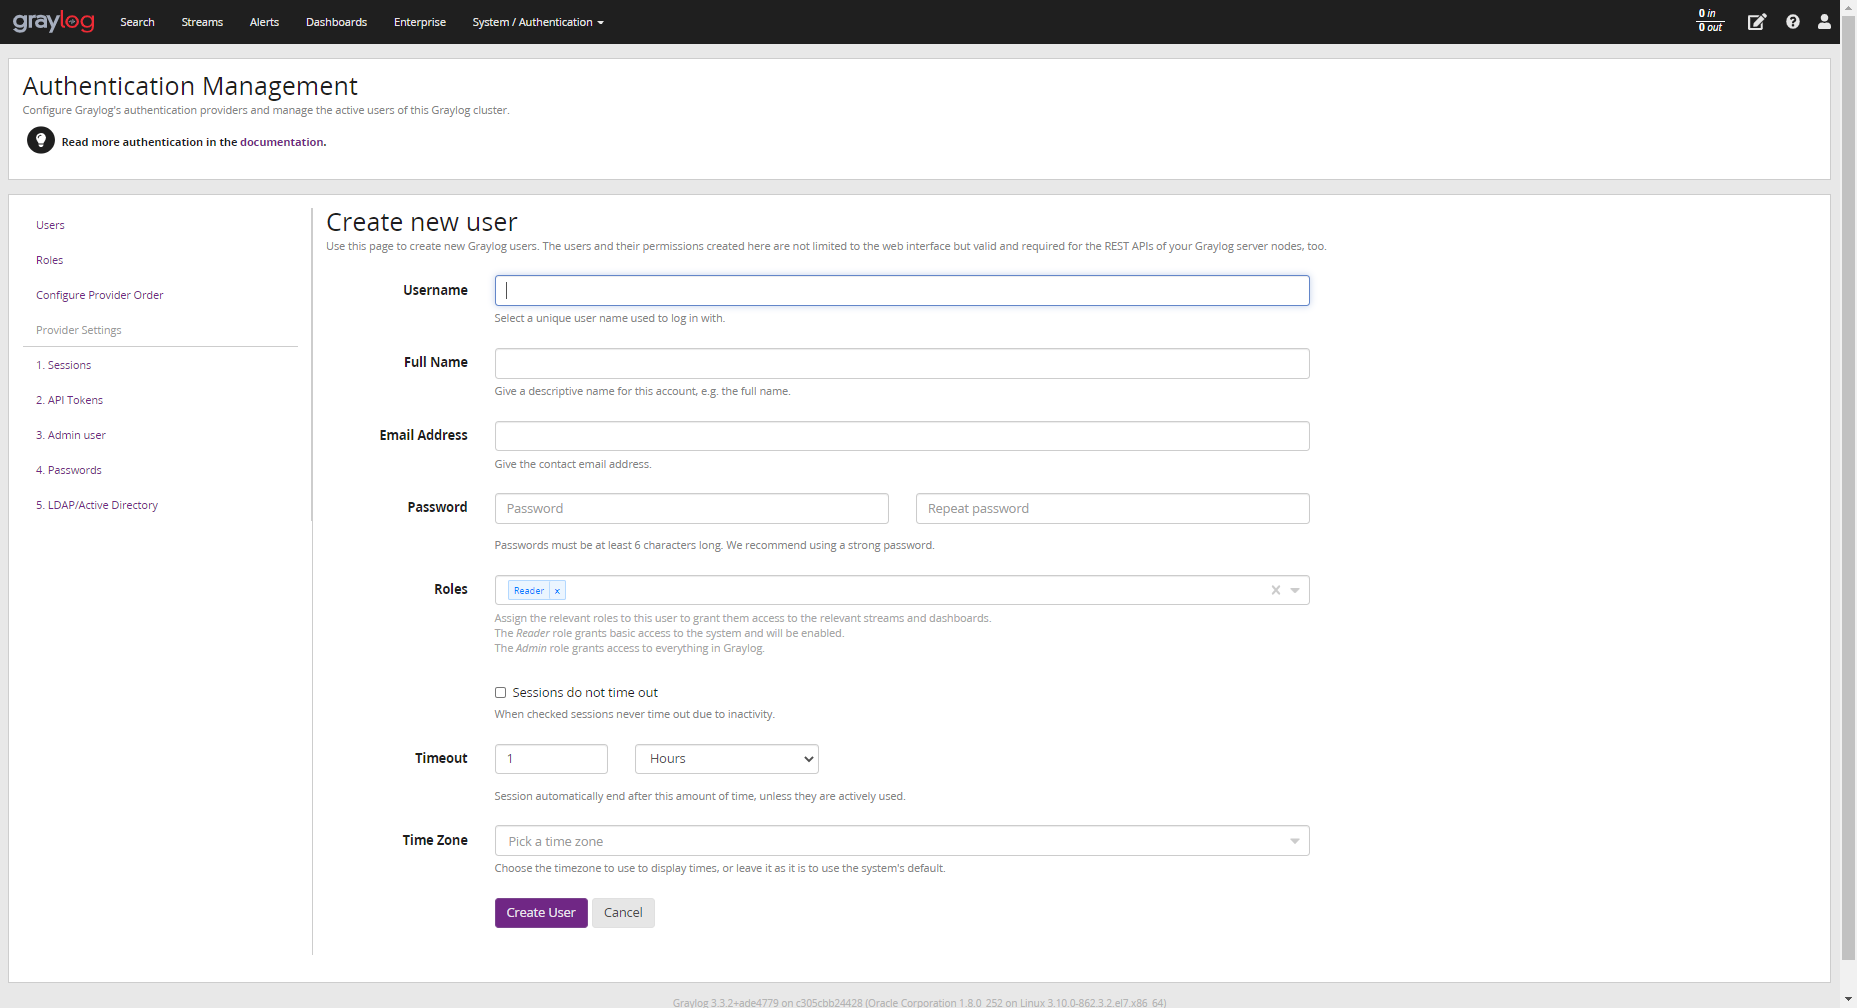 graylog Search Streams Alerts Dashboards Enterprise System / Authentication 0 in
0 out
Authentication Management
Configure Graylog's authentication providers and manage the active users of this Graylog cluster.
Read more authentication in the documentation.
Users
Roles
Configure Provider Order
Provider Settings
1. Sessions
2. API Tokens
3. Admin user
4. Passwords
5. LDAP/Active Directory
Create new user
Use this page to create new Graylog users. The users and their permissions created here are not limited to the web interface but valid and required for the REST APIs of your Graylog server nodes, too.
Username
Select a unique user name used to log in with.
Full Name
Give a descriptive name for this account, e.g. the full name.
Email Address
Give the contact email address.
Password Password Repeat password
Passwords must be at least 6 characters long. We recommend using a strong password.
Roles Reader ×
Assign the relevant roles to this user to grant them access to the relevant streams and dashboards.
The Reader role grants basic access to the system and will be enabled.
The Admin role grants access to everything in Graylog.
Sessions do not time out
When checked sessions never time out due to inactivity.
Timeout 1 Hours
Session automatically end after this amount of time, unless they are actively used.
Time Zone Pick a time zone
Choose the timezone to use to display times, or leave it as it is to use the system's default.
Create User Cancel
Graylog 3.3.2+ade4779 on c305cbb24428 (Oracle Corporation 1.8.0_252 on Linux 3.10.0-862.3.2.el7.x86_64)